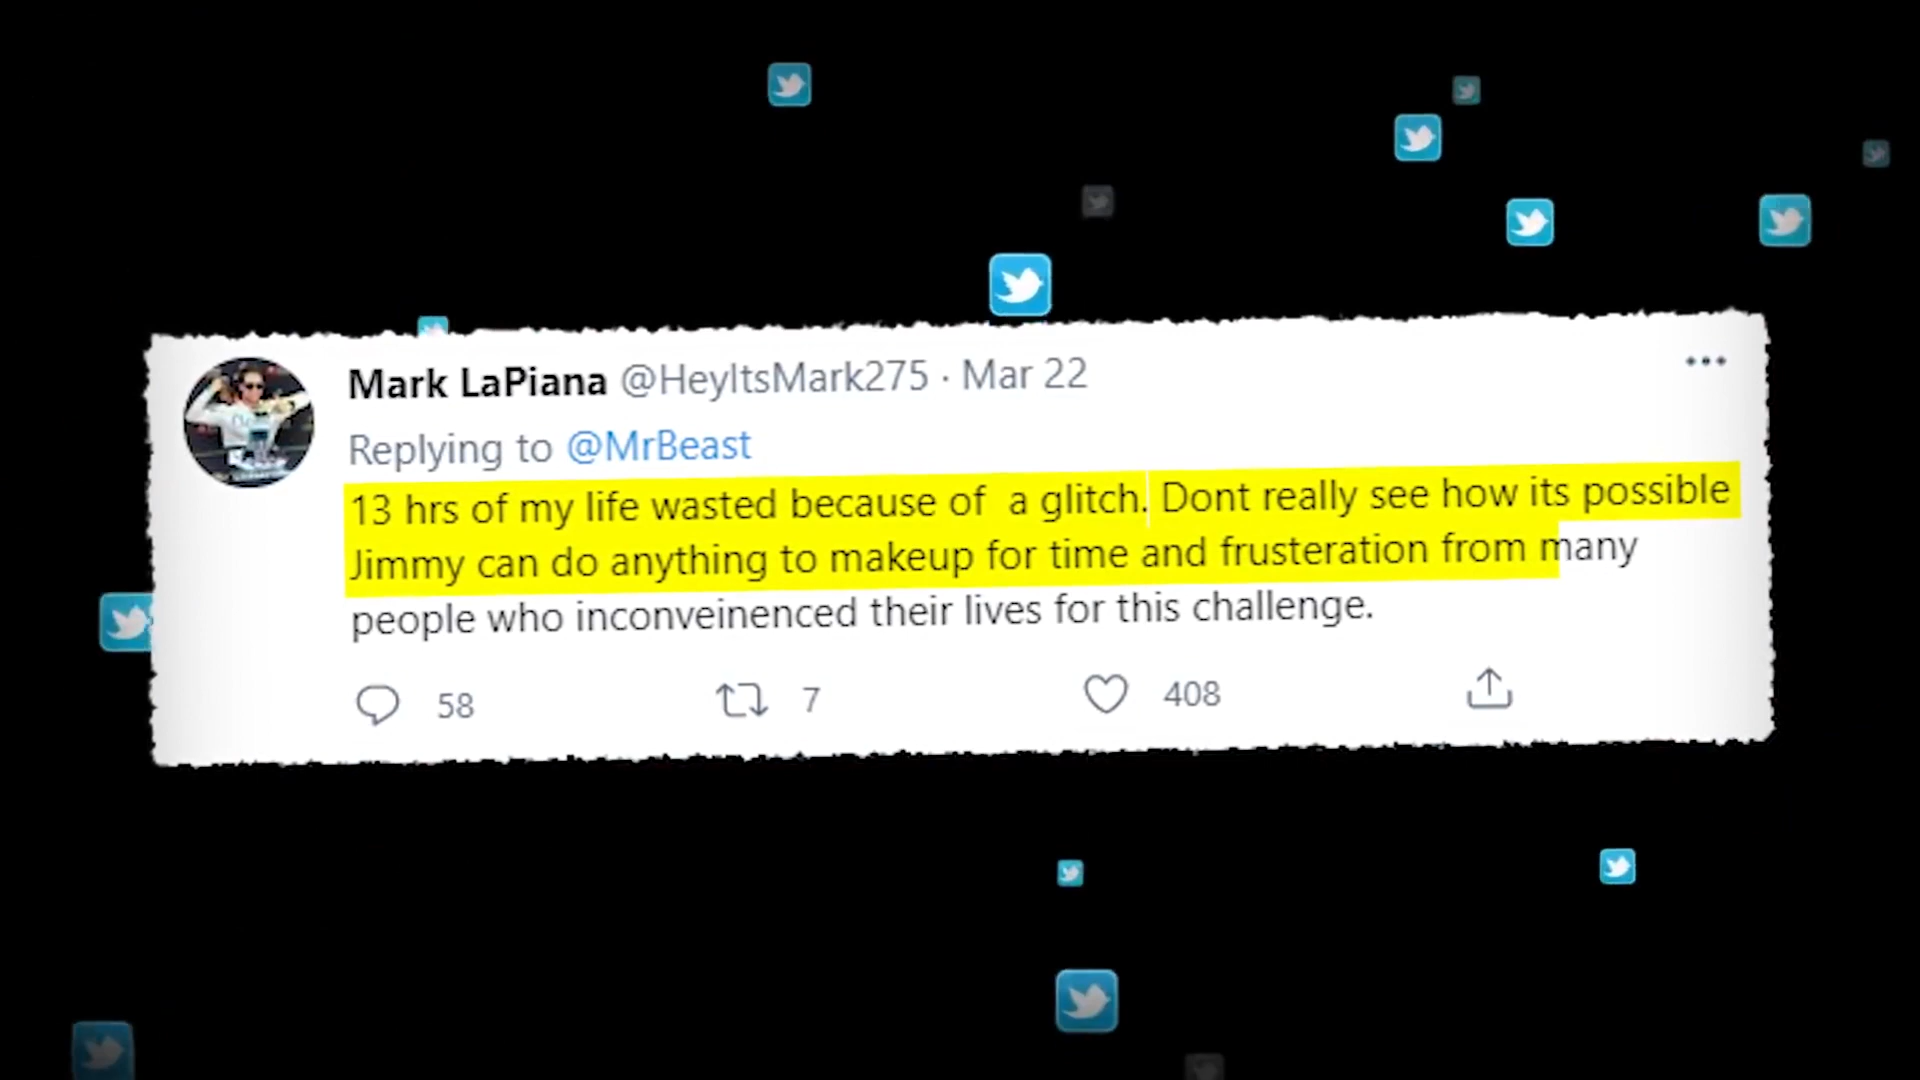 Mark LaPiana @HeyItsMark275 · Mar 22
Replying to @MrBeast
13 hrs of my life wasted because of  a glitch. Dont really see how its possible
Jimmy can do anything to makeup for time and frusteration from many
people who inconveinenced their lives for this challenge.
58 7 408